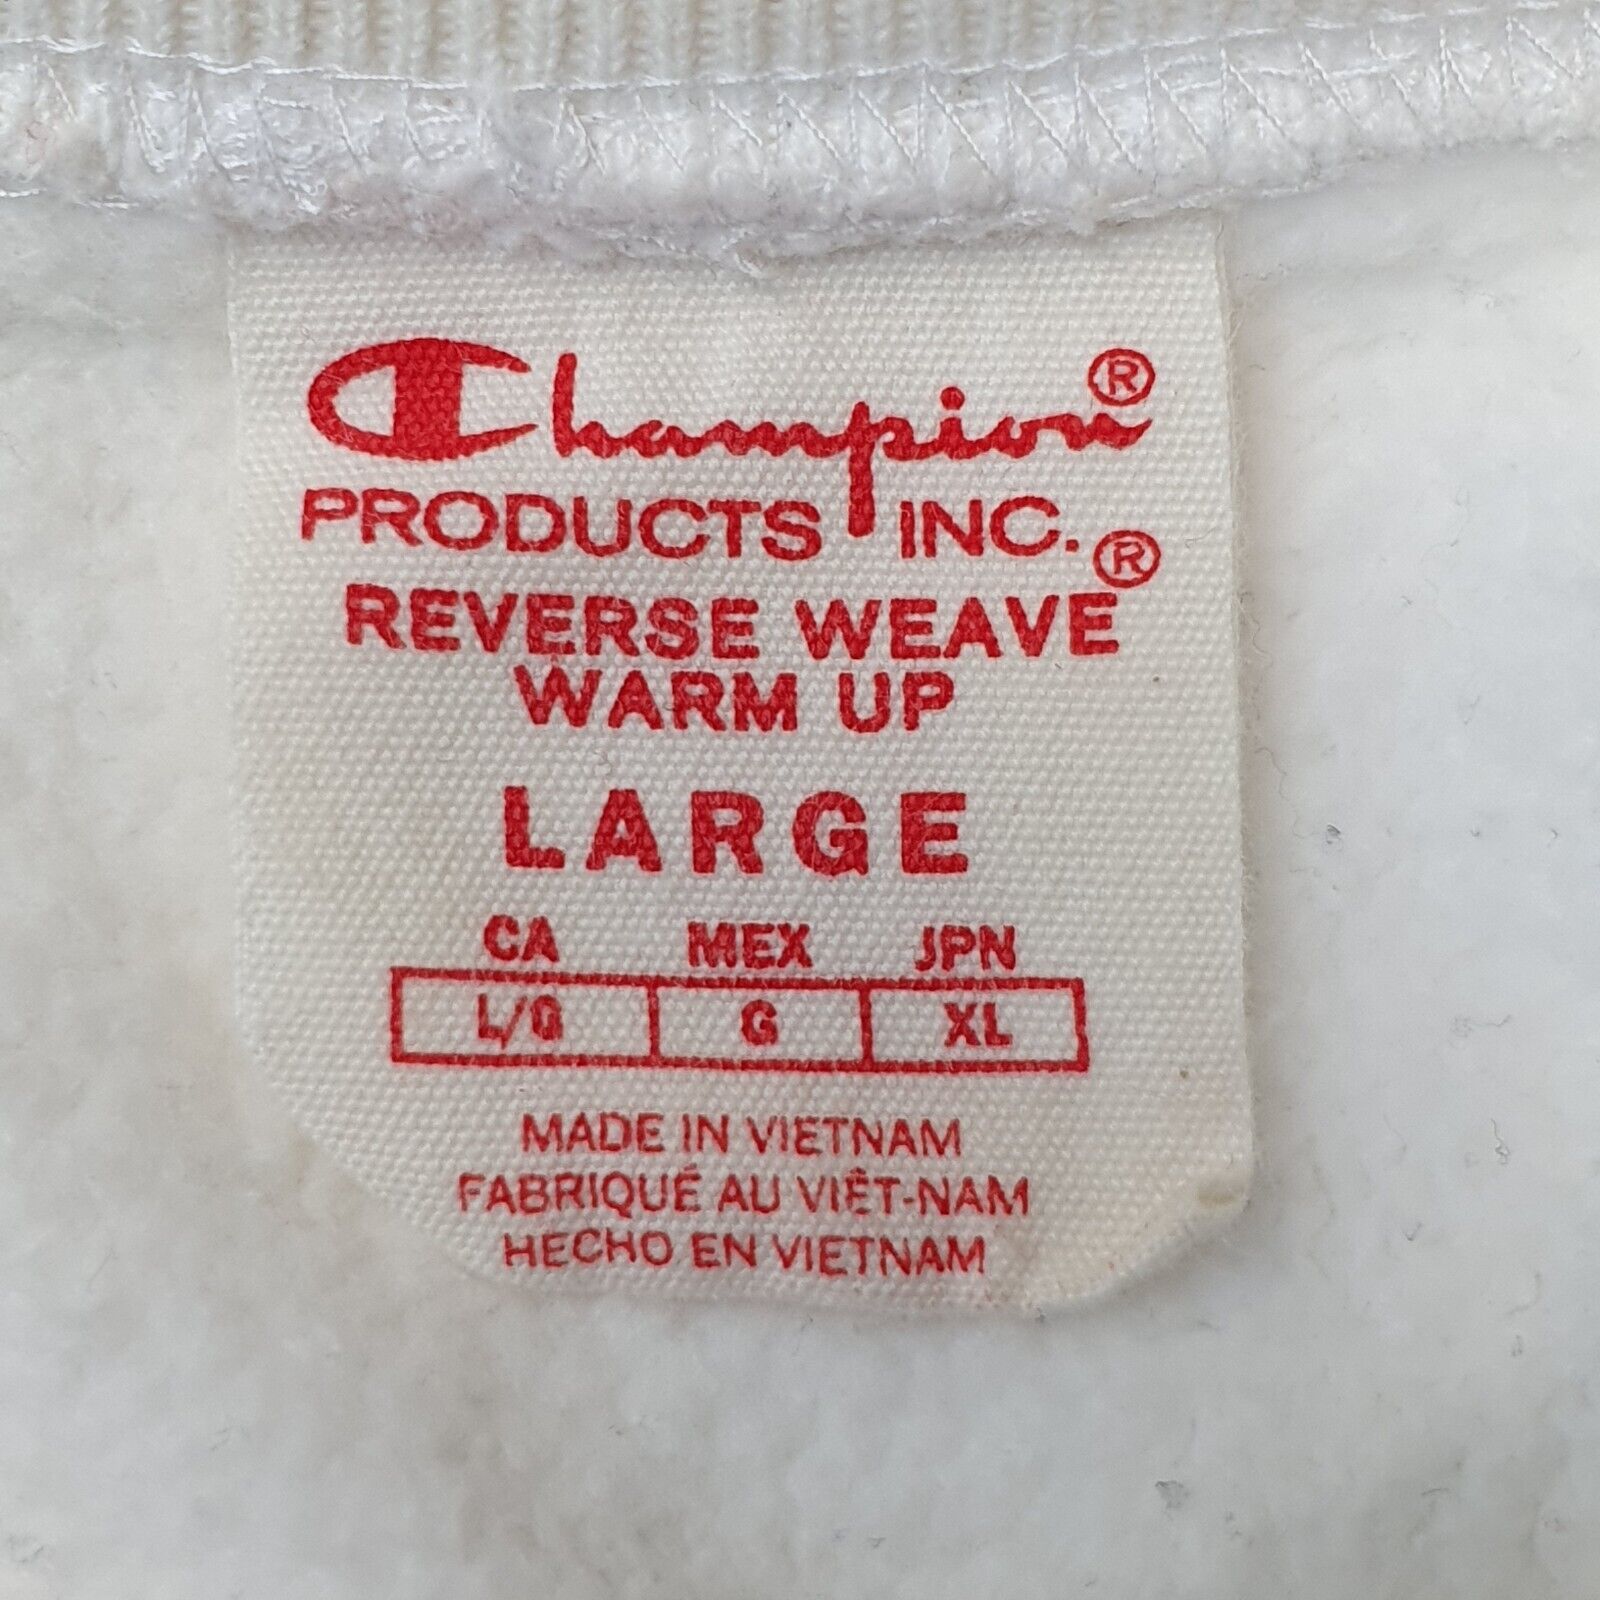 Champion®
PRODUCTS INC.
REVERSE WEAVE®
WARM UP
LARGE
CA MEX JPN
L/G G XL
MADE IN VIETNAM
FABRIQUÉ AU VIÊT-NAM
HECHO EN VIETNAM